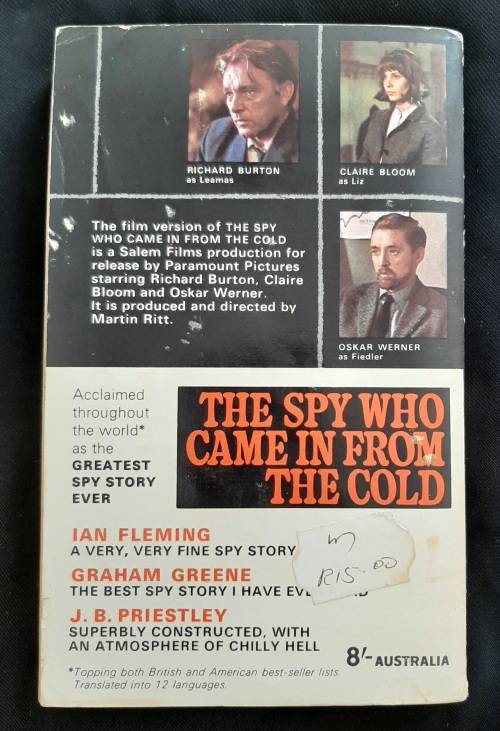 RICHARD BURTON
as Leamas
CLAIRE BLOOM
as Liz
The film version of THE SPY
WHO CAME IN FROM THE COLD
is a Salem Films production for
release by Paramount Pictures
starring Richard Burton, Claire
Bloom and Oskar Werner.
It is produced and directed by
Martin Ritt.
OSKAR WERNER
as Fiedler
Acclaimed
throughout
the world*
as the
GREATEST
SPY STORY
EVER
THE SPY WHO
CAME IN FROM
THE COLD
IAN FLEMING
A VERY, VERY FINE SPY STORY
R15.00
GRAHAM GREENE
THE BEST SPY STORY I HAVE
J. B. PRIESTLEY
SUPERBLY CONSTRUCTED, WITH
AN ATMOSPHERE OF CHILLY HELL
8/- AUSTRALIA
*Topping both British and American best-seller lists
Translated into 12 languages.